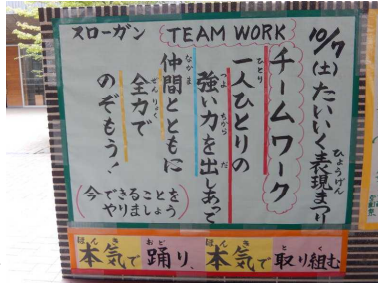 10/7(土)たいいく表現まつり
スローガン
TEAM WORK
チームワーク
一人ひとりの
強い力を出しあって
仲間とともに
全力で
のぞもう!
(今できることを
やりましょう)
本気で踊り、本気で取り組む